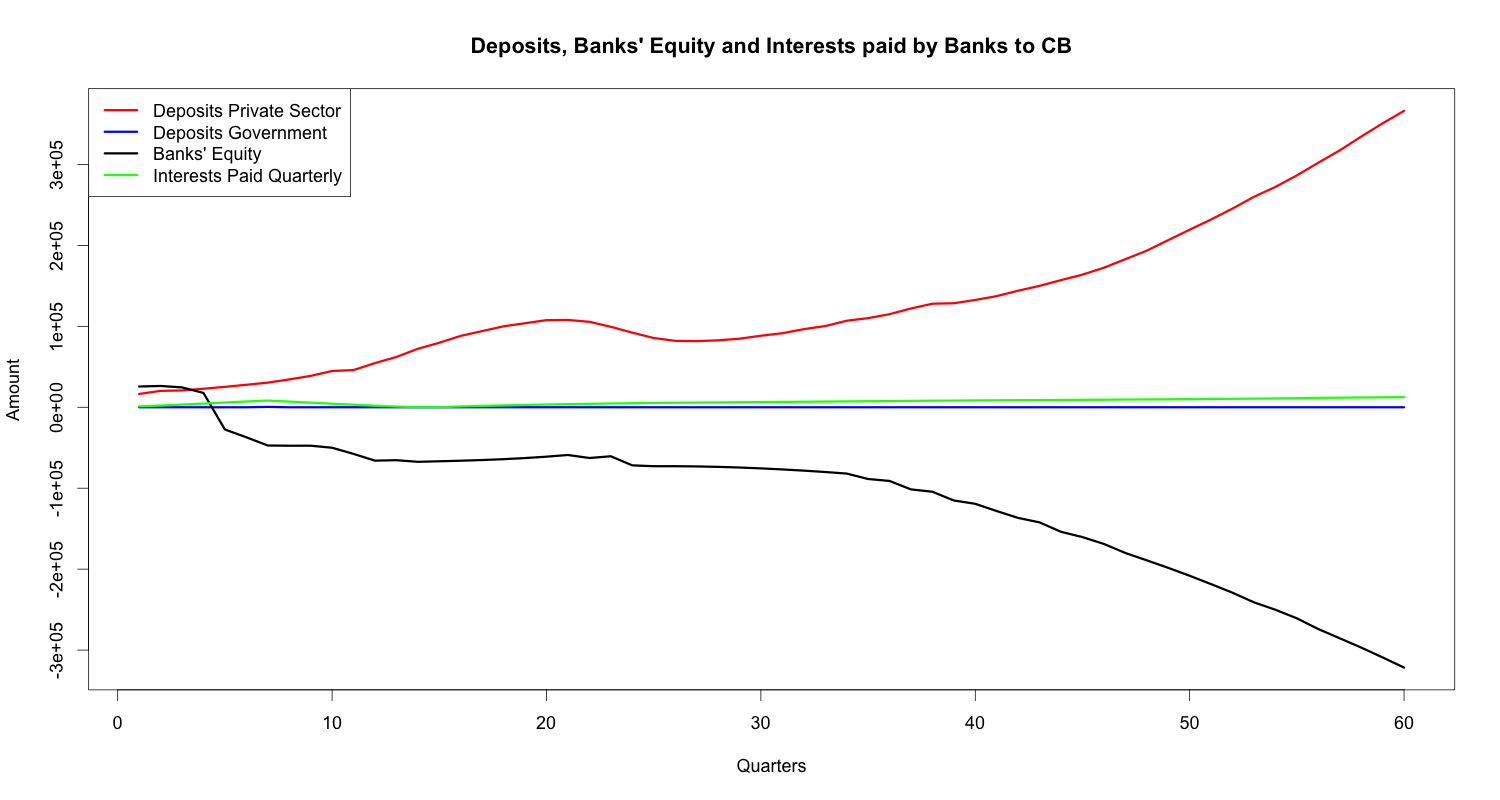 Deposits, Banks' Equity and Interests paid by Banks to CB
Deposits Private Sector
Deposits Government
Banks' Equity
Interests Paid Quarterly
Amount
3e+05
2e+05
1e+05
0e+00
-1e+05
-2e+05
-3e+05
0 10 20 30 40 50 60
Quarters